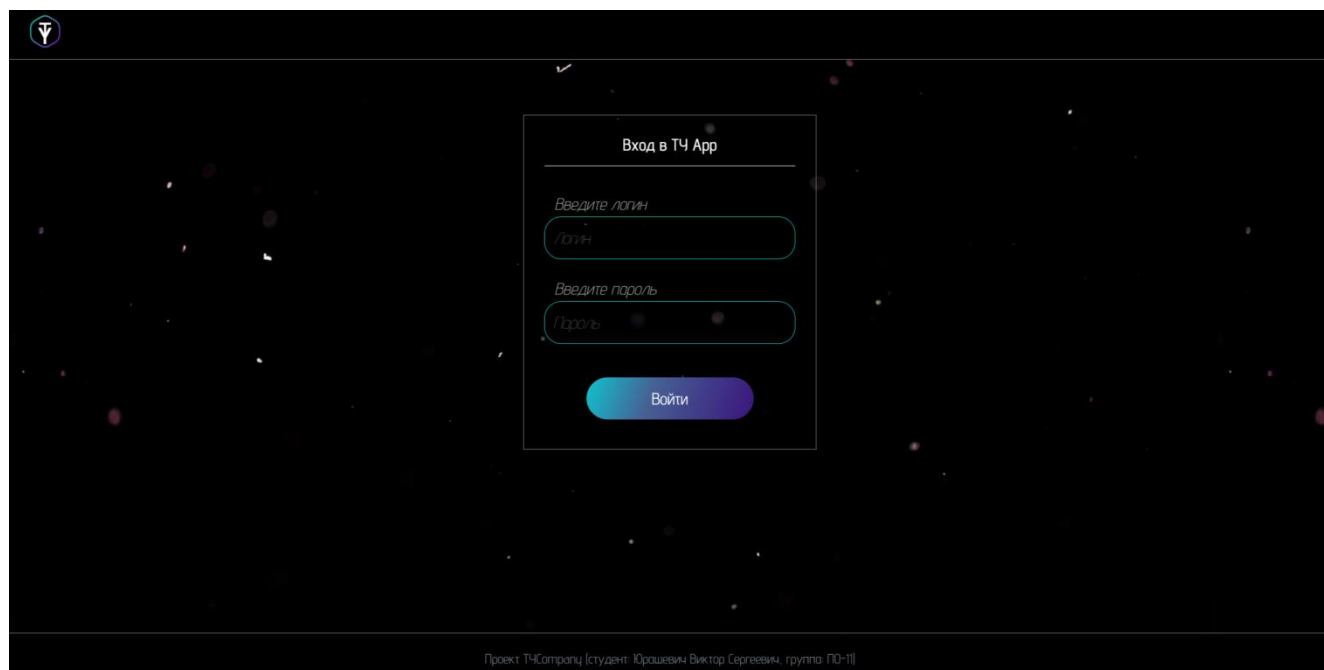 Вход в ТЧ App
Введите логин
Логин
Введите пароль
Пароль
Войти
Проект ТЧCompany (студент: Юрашевич Виктор Сергеевич, группа: ПО-11)